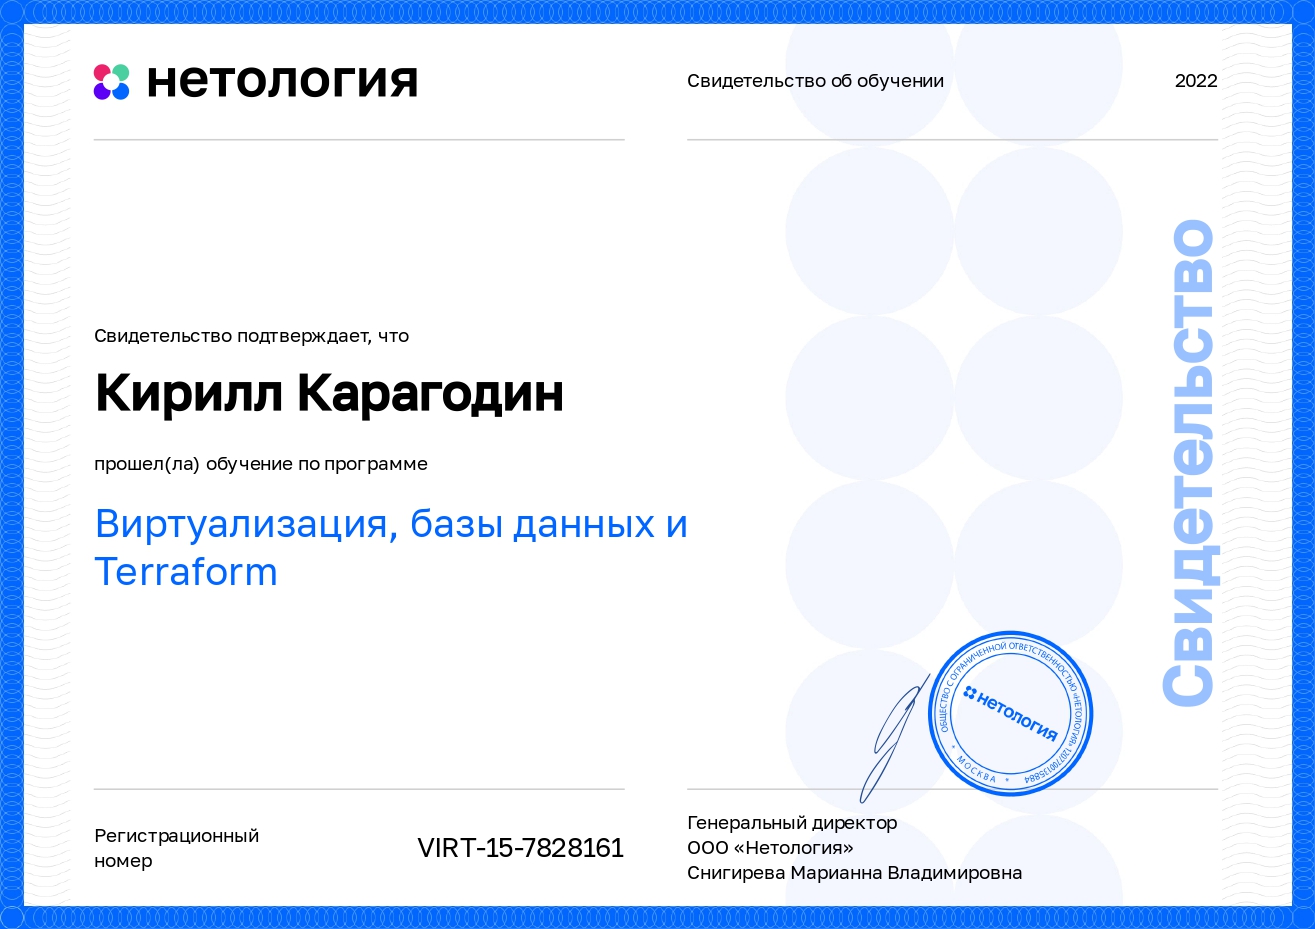 нетология
Свидетельство об обучении
2022
Свидетельство подтверждает, что
Кирилл Карагодин
прошел(ла) обучение по программе
Виртуализация, базы данных и
Terraform
Свидетельство
ОБЩЕСТВО С ОГРАНИЧЕННОЙ ОТВЕТСТВЕННОСТЬЮ «НЕТОЛОГИЯ» 1207700135884
* МОСКВА *
нетология
Регистрационный
номер
VIRT-15-7828161
Генеральный директор
ООО «Нетология»
Снигирева Марианна Владимировна